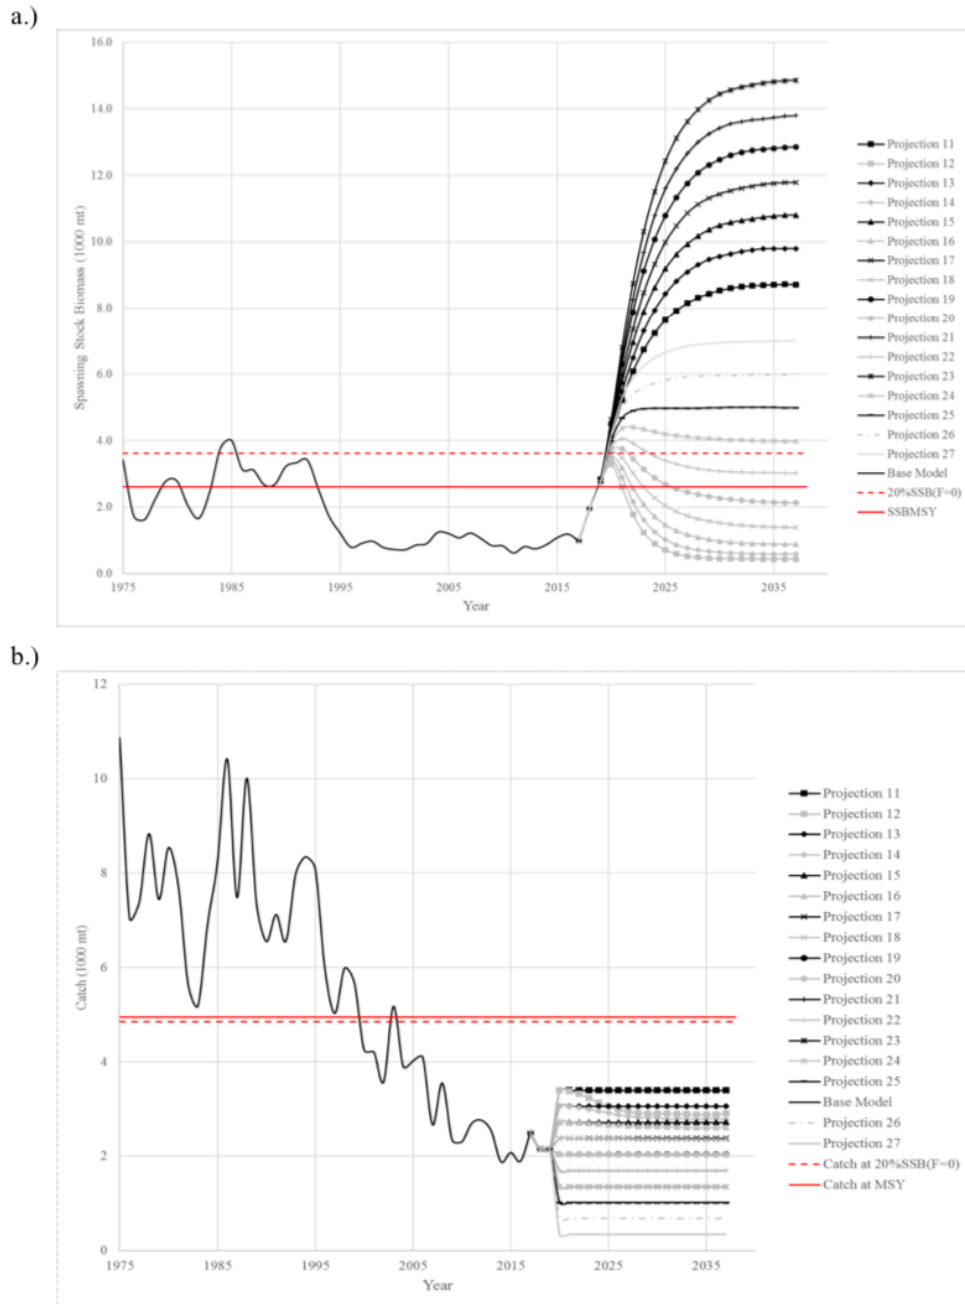 a.)
16.0
14.0
12.0
10.0
8.0
6.0
4.0
2.0
0.0
Spawning Stock Biomass (1000 mt)
1975
1985
1995
2005
2015
2025
2035
Year
Projection 11
Projection 12
Projection 13
Projection 14
Projection 15
Projection 16
Projection 17
Projection 18
Projection 19
Projection 20
Projection 21
Projection 22
Projection 23
Projection 24
Projection 25
Projection 26
Projection 27
Base Model
20%SSB(F=0)
SSBMSY
b.)
12
10
8
6
4
2
0
Catch (1000 mt)
1975
1985
1995
2005
2015
2025
2035
Year
Projection 11
Projection 12
Projection 13
Projection 14
Projection 15
Projection 16
Projection 17
Projection 18
Projection 19
Projection 20
Projection 21
Projection 22
Projection 23
Projection 24
Projection 25
Base Model
Projection 26
Projection 27
Catch at 20%SSB(F=0)
Catch at MSY